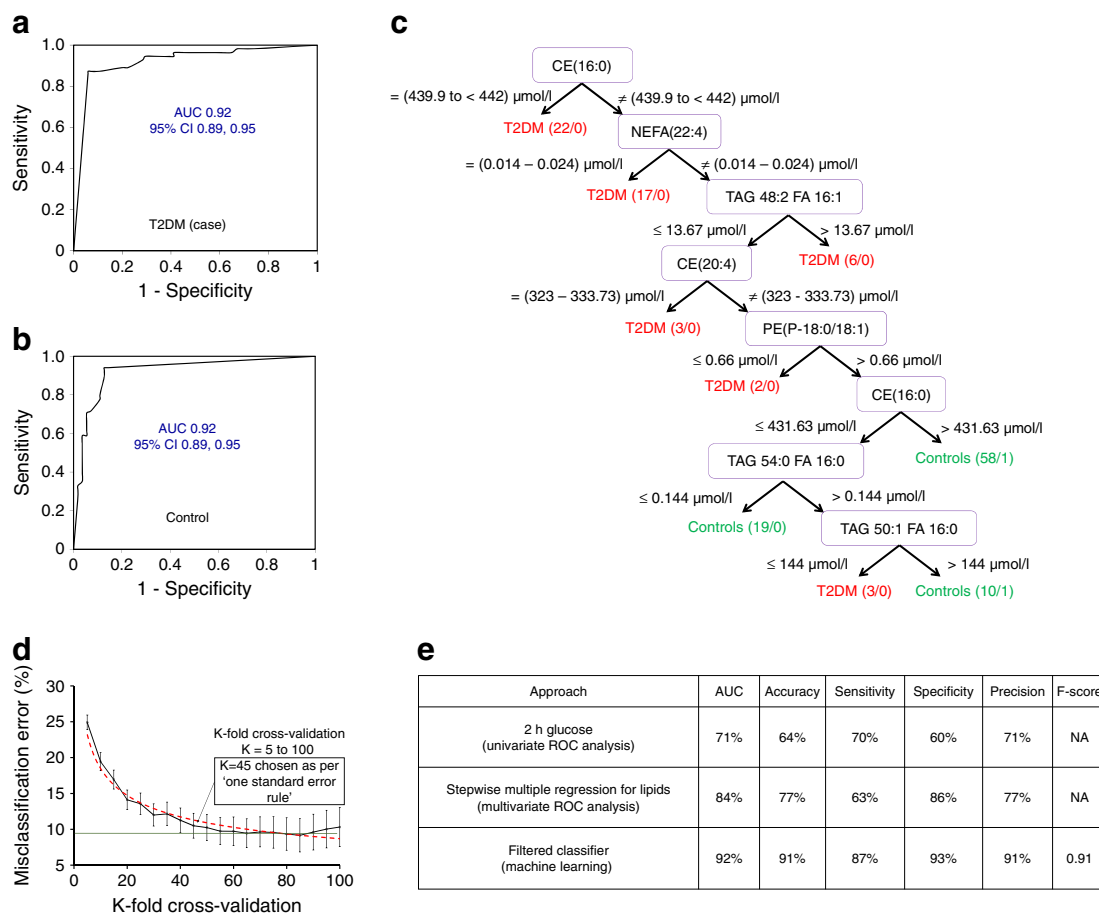 a
1.0
0.8
0.6
0.4
0.2
0
Sensitivity
AUC 0.92
95% CI 0.89, 0.95
T2DM (case)
0 0.2 0.4 0.6 0.8 1
1 - Specificity
b
1.0
0.8
0.6
0.4
0.2
0
Sensitivity
AUC 0.92
95% CI 0.89, 0.95
Control
0 0.2 0.4 0.6 0.8 1
1 - Specificity
c
CE(16:0)
= (439.9 to < 442) µmol/l
≠ (439.9 to < 442) µmol/l
T2DM (22/0)
NEFA(22:4)
= (0.014 – 0.024) µmol/l
≠ (0.014 – 0.024) µmol/l
T2DM (17/0)
TAG 48:2 FA 16:1
≤ 13.67 µmol/l
> 13.67 µmol/l
CE(20:4)
T2DM (6/0)
= (323 – 333.73) µmol/l
≠ (323 - 333.73) µmol/l
T2DM (3/0)
PE(P-18:0/18:1)
≤ 0.66 µmol/l
> 0.66 µmol/l
T2DM (2/0)
CE(16:0)
≤ 431.63 µmol/l
> 431.63 µmol/l
TAG 54:0 FA 16:0
Controls (58/1)
≤ 0.144 µmol/l
> 0.144 µmol/l
Controls (19/0)
TAG 50:1 FA 16:0
≤ 144 µmol/l
> 144 µmol/l
T2DM (3/0)
Controls (10/1)
d
Misclassification error (%)
30
25
20
15
10
5
K-fold cross-validation
K = 5 to 100
K=45 chosen as per
'one standard error
rule'
0 20 40 60 80 100
K-fold cross-validation
e
Approach AUC Accuracy Sensitivity Specificity Precision F-score
2 h glucose
(univariate ROC analysis)
71% 64% 70% 60% 71% NA
Stepwise multiple regression for lipids
(multivariate ROC analysis)
84% 77% 63% 86% 77% NA
Filtered classifier
(machine learning)
92% 91% 87% 93% 91% 0.91